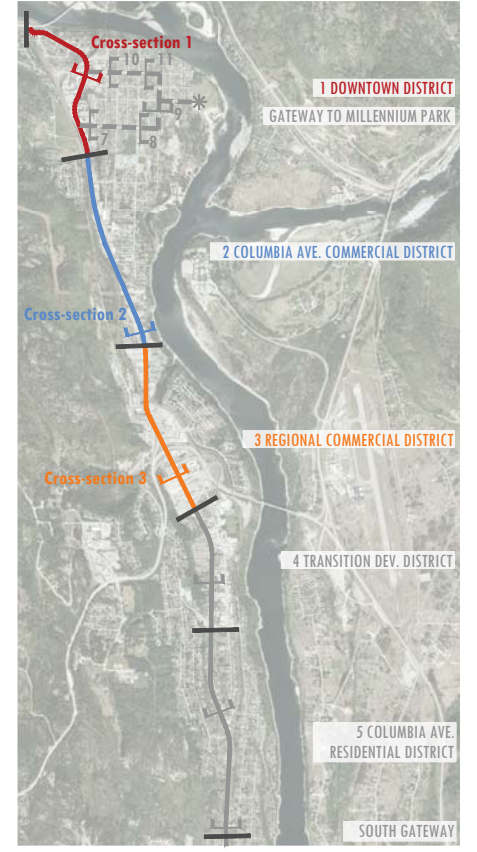 Cross-section 1
10
11
1 DOWNTOWN DISTRICT
GATEWAY TO MILLENNIUM PARK
9
7
8
2 COLUMBIA AVE. COMMERCIAL DISTRICT
Cross-section 2
3 REGIONAL COMMERCIAL DISTRICT
Cross-section 3
4 TRANSITION DEV. DISTRICT
5 COLUMBIA AVE.
RESIDENTIAL DISTRICT
SOUTH GATEWAY